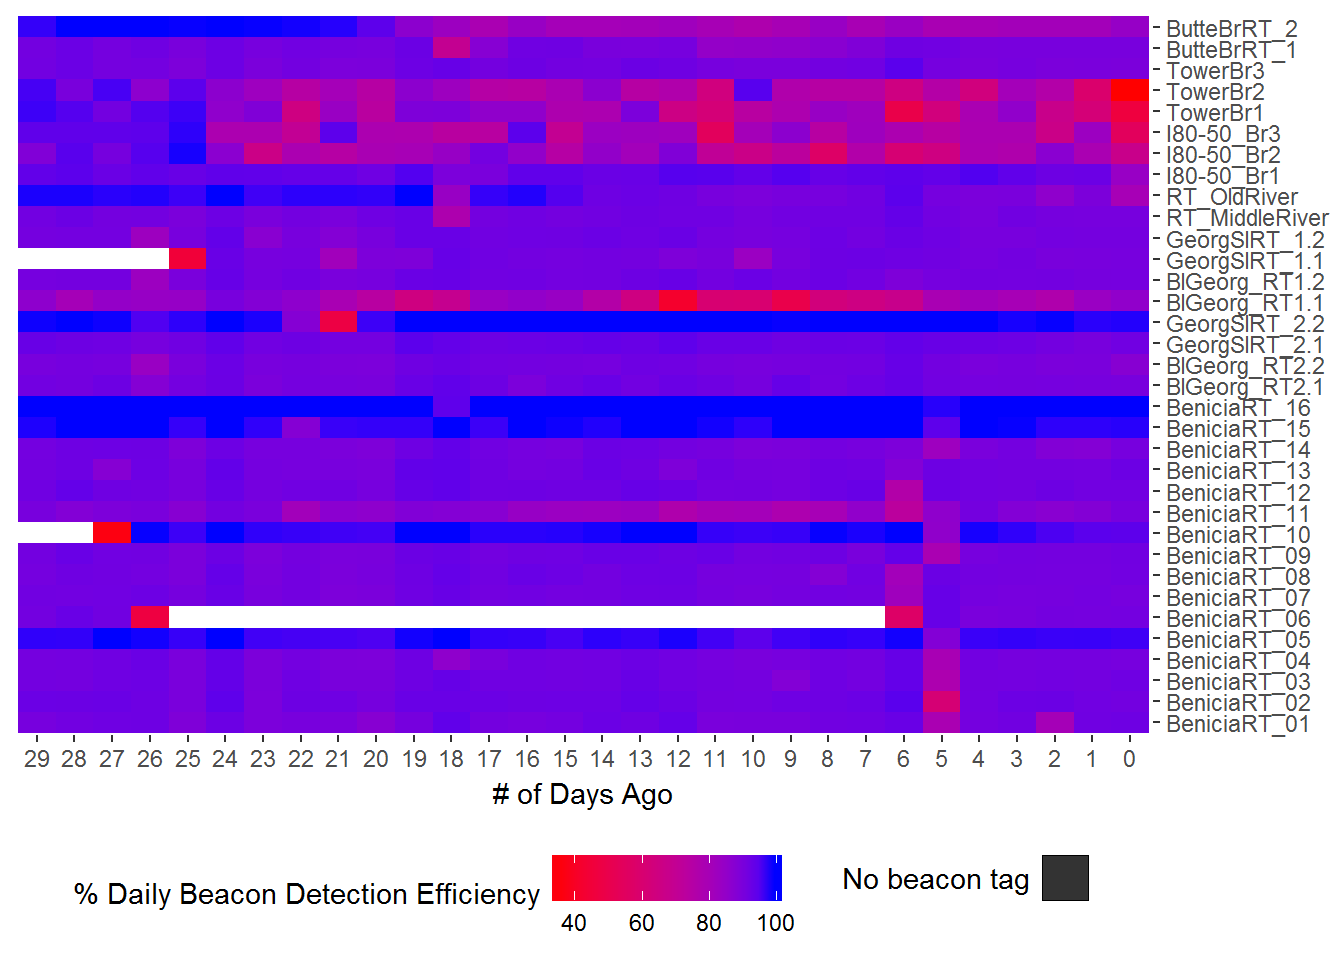 ButteBrRT_2
ButteBrRT_1
TowerBr3
TowerBr2
TowerBr1
I80-50_Br3
I80-50_Br2
I80-50_Br1
RT_OldRiver
RT_MiddleRiver
GeorgSlRT_1.2
GeorgSlRT_1.1
BlGeorg_RT1.2
BlGeorg_RT1.1
GeorgSlRT_2.2
GeorgSlRT_2.1
BlGeorg_RT2.2
BlGeorg_RT2.1
BeniciaRT_16
BeniciaRT_15
BeniciaRT_14
BeniciaRT_13
BeniciaRT_12
BeniciaRT_11
BeniciaRT_10
BeniciaRT_09
BeniciaRT_08
BeniciaRT_07
BeniciaRT_06
BeniciaRT_05
BeniciaRT_04
BeniciaRT_03
BeniciaRT_02
BeniciaRT_01
29 28 27 26 25 24 23 22 21 20 19 18 17 16 15 14 13 12 11 10 9 8 7 6 5 4 3 2 1 0
# of Days Ago
% Daily Beacon Detection Efficiency
40 60 80 100
No beacon tag